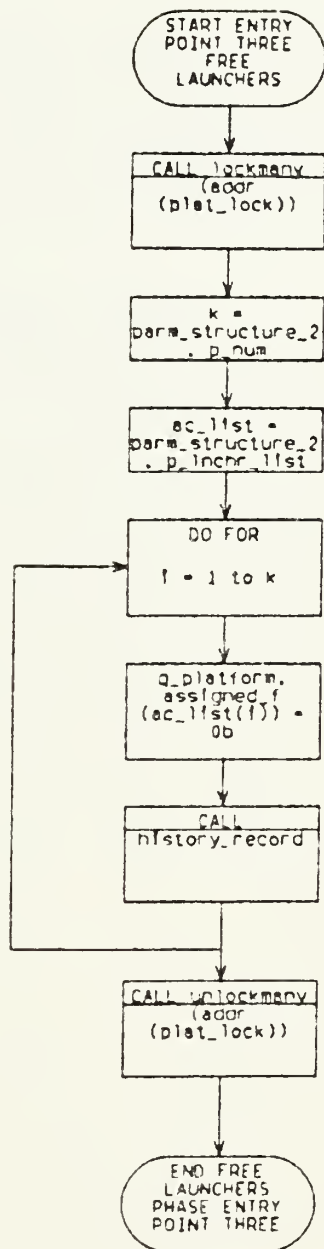 START ENTRY
POINT THREE
FREE
LAUNCHERS
CALL lockmany
(addr
(plat_lock))
k =
parm_structure_2
. p_num
ac_list =
parm_structure_2
. p_lnchr_list
DO FOR
i = 1 to k
q_platform.
assigned_f
(ac_list(i)) =
0b
CALL
history_record
CALL unlockmany
(addr
(plat_lock))
END FREE
LAUNCHERS
PHASE ENTRY
POINT THREE